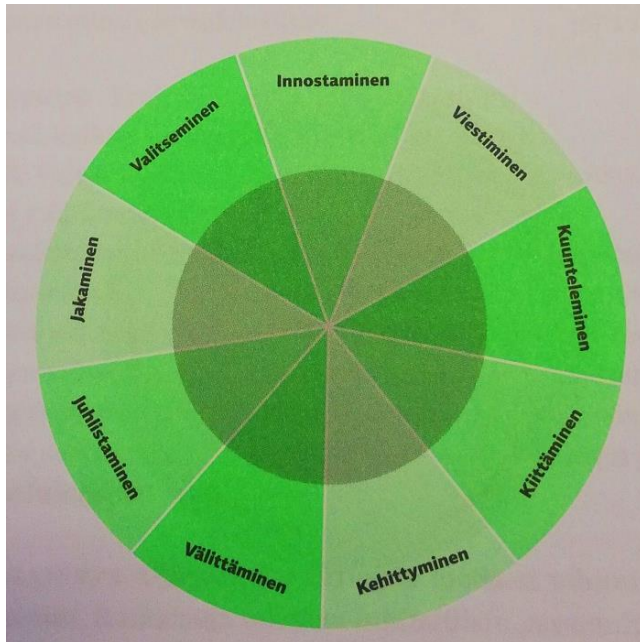 Innostaminen
Viestiminen
Kuunteleminen
Kiittäminen
Kehittyminen
Välittäminen
Juhlistaminen
Jakaminen
Valitseminen